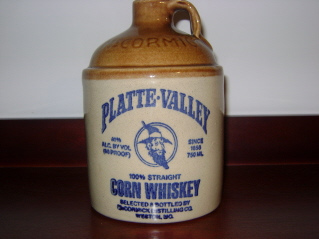 McCORMICK
PLATTE·VALLEY
40%
ALC. BY VOL
(80 PROOF)
SINCE
1856
750 ML
100% STRAIGHT
CORN WHISKEY
SELECTED & BOTTLED BY
McCORMICK DISTILLING CO.
WESTON, MO.